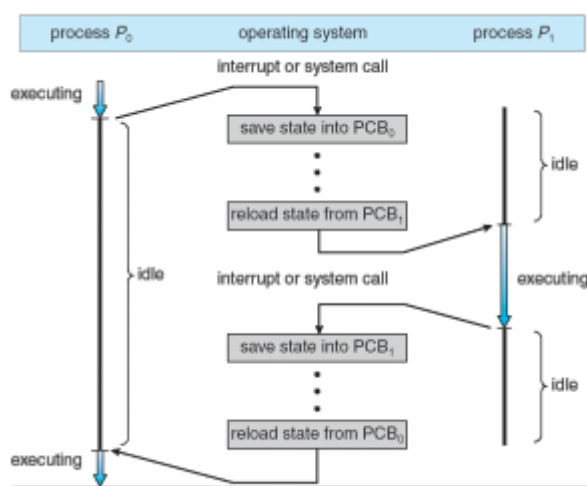 process P0 operating system process P1
interrupt or system call
executing
save state into PCB0
idle
reload state from PCB1
idle
interrupt or system call
executing
save state into PCB1
idle
reload state from PCB0
executing